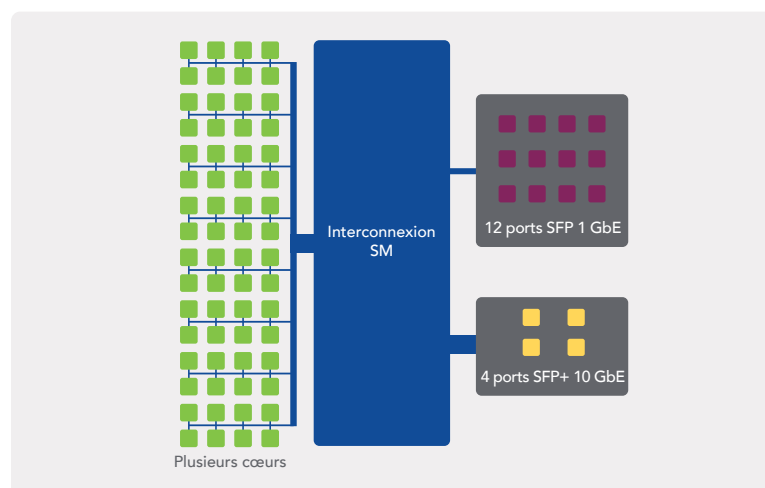 Interconnexion
SM
12 ports SFP 1 GbE
4 ports SFP+ 10 GbE
Plusieurs cœurs